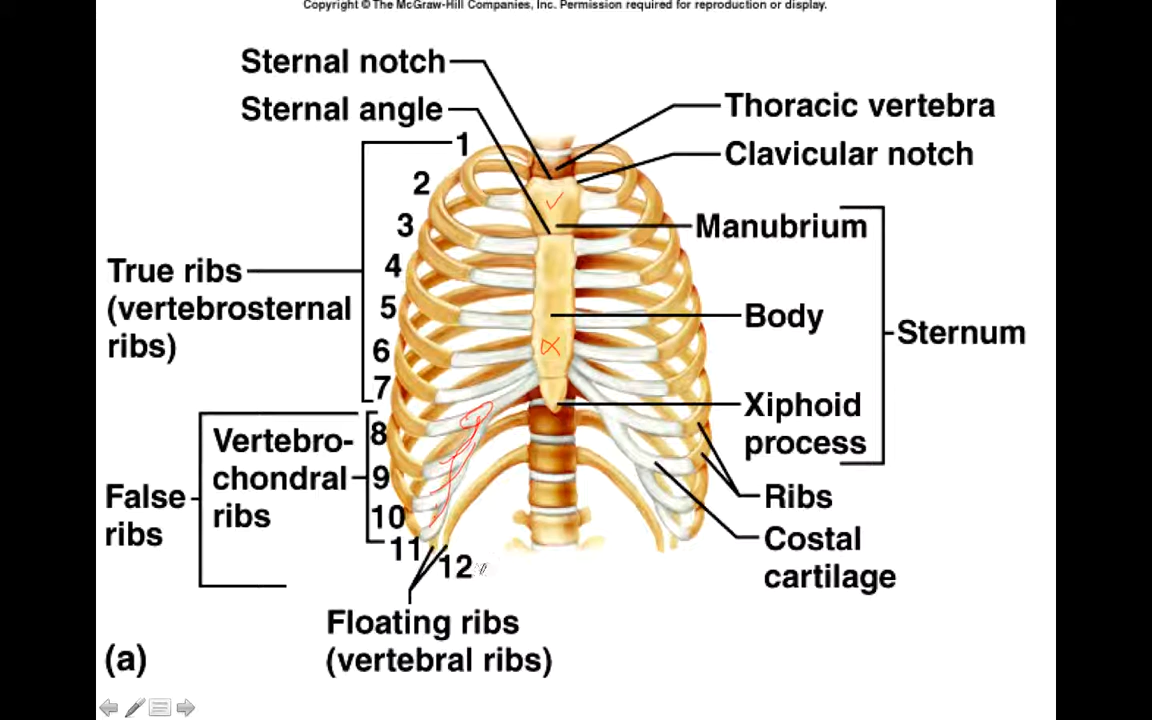 Copyright © The McGraw-Hill Companies, Inc. Permission required for reproduction or display.
Sternal notch
Sternal angle
Thoracic vertebra
Clavicular notch
1
2
3
4
5
6
7
8
9
10
11
12
Manubrium
Body
Sternum
Xiphoid
process
True ribs
(vertebrosternal
ribs)
Vertebro-
chondral
ribs
False
ribs
Ribs
Costal
cartilage
Floating ribs
(vertebral ribs)
(a)